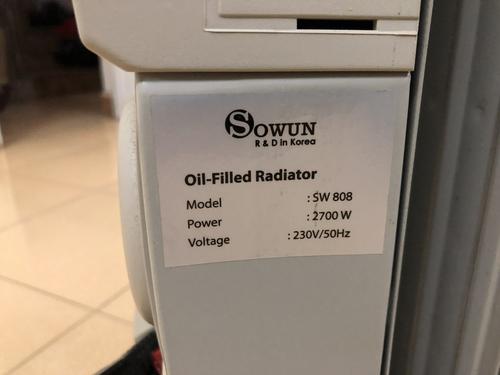 SOWUN
R & D in Korea
Oil-Filled Radiator
Model : SW 808
Power : 2700 W
Voltage : 230V/50Hz